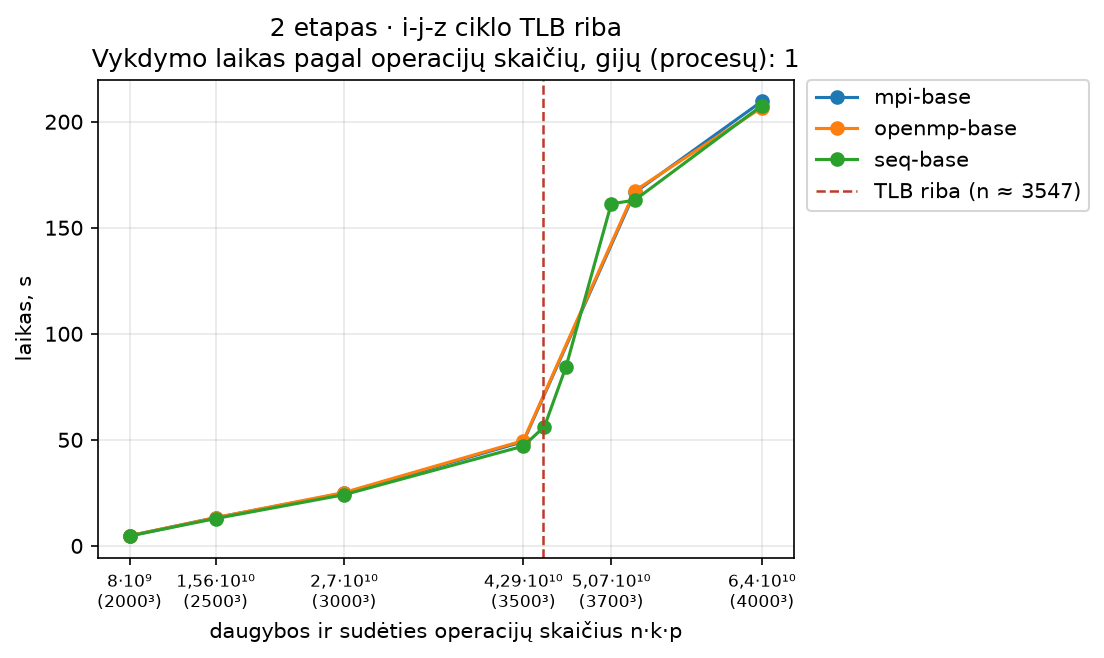 2 etapas · i-j-z ciklo TLB riba
Vykdymo laikas pagal operacijų skaičių, gijų (procesų): 1
mpi-base
openmp-base
seq-base
TLB riba (n ≈ 3547)
laikas, s
200
150
100
50
0
8·10⁹ 1,56·10¹⁰ 2,7·10¹⁰ 4,29·10¹⁰ 5,07·10¹⁰ 6,4·10¹⁰
(2000³) (2500³) (3000³) (3500³) (3700³) (4000³)
daugybos ir sudėties operacijų skaičius n·k·p